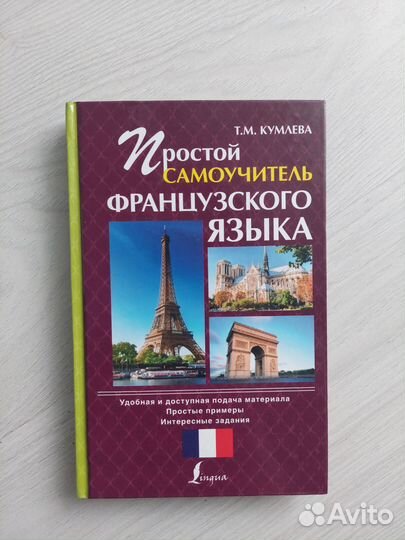 Т.М. КУМЛЕВА
Простой
САМОУЧИТЕЛЬ
ФРАНЦУЗСКОГО
ЯЗЫКА
Удобная и доступная подача материала
Простые примеры
Интересные задания
Lingua
Avito